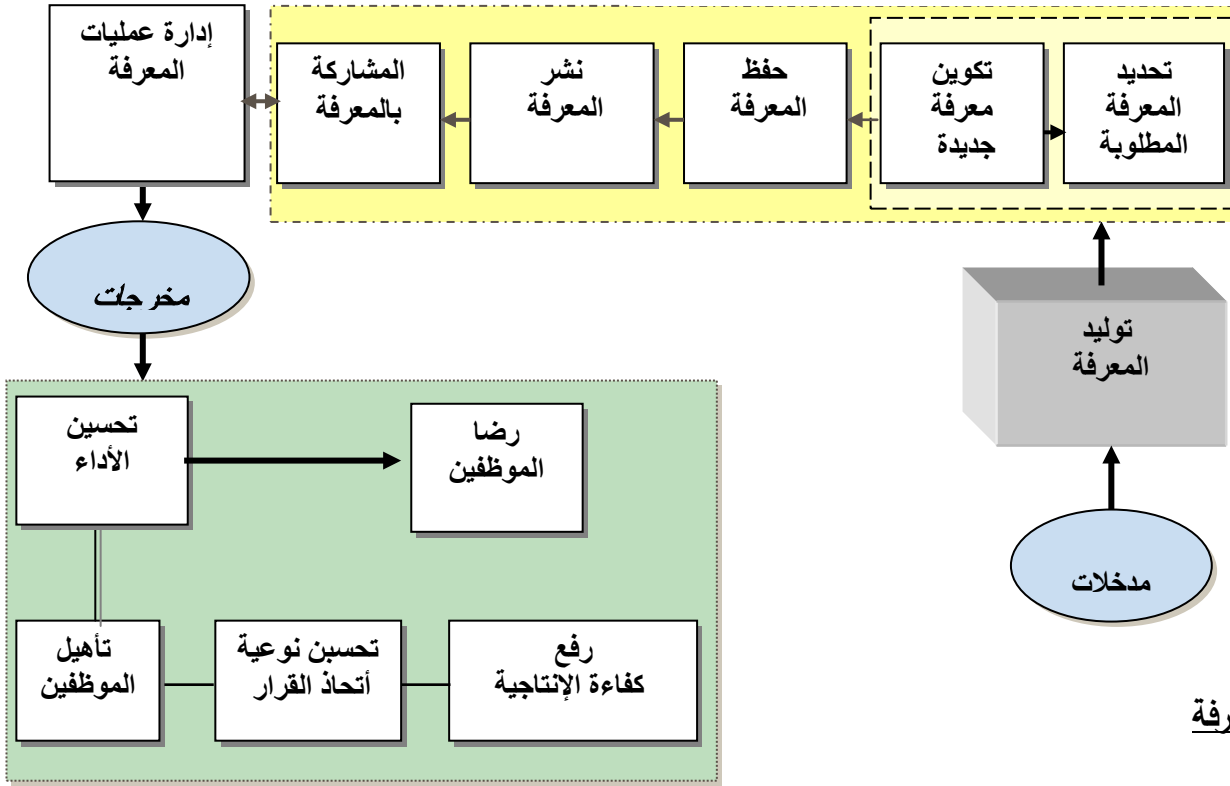 تحديد
المعرفة
المطلوبة
تكوين
معرفة
جديدة
حفظ
المعرفة
نشر
المعرفة
المشاركة
بالمعرفة
إدارة عمليات
المعرفة
مخرجات
توليد
المعرفة
مدخلات
تحسين
الأداء
رضا
الموظفين
تأهيل
الموظفين
تحسبن نوعية
أتحاذ القرار
رفع
كفاءة الإنتاجية
رفة